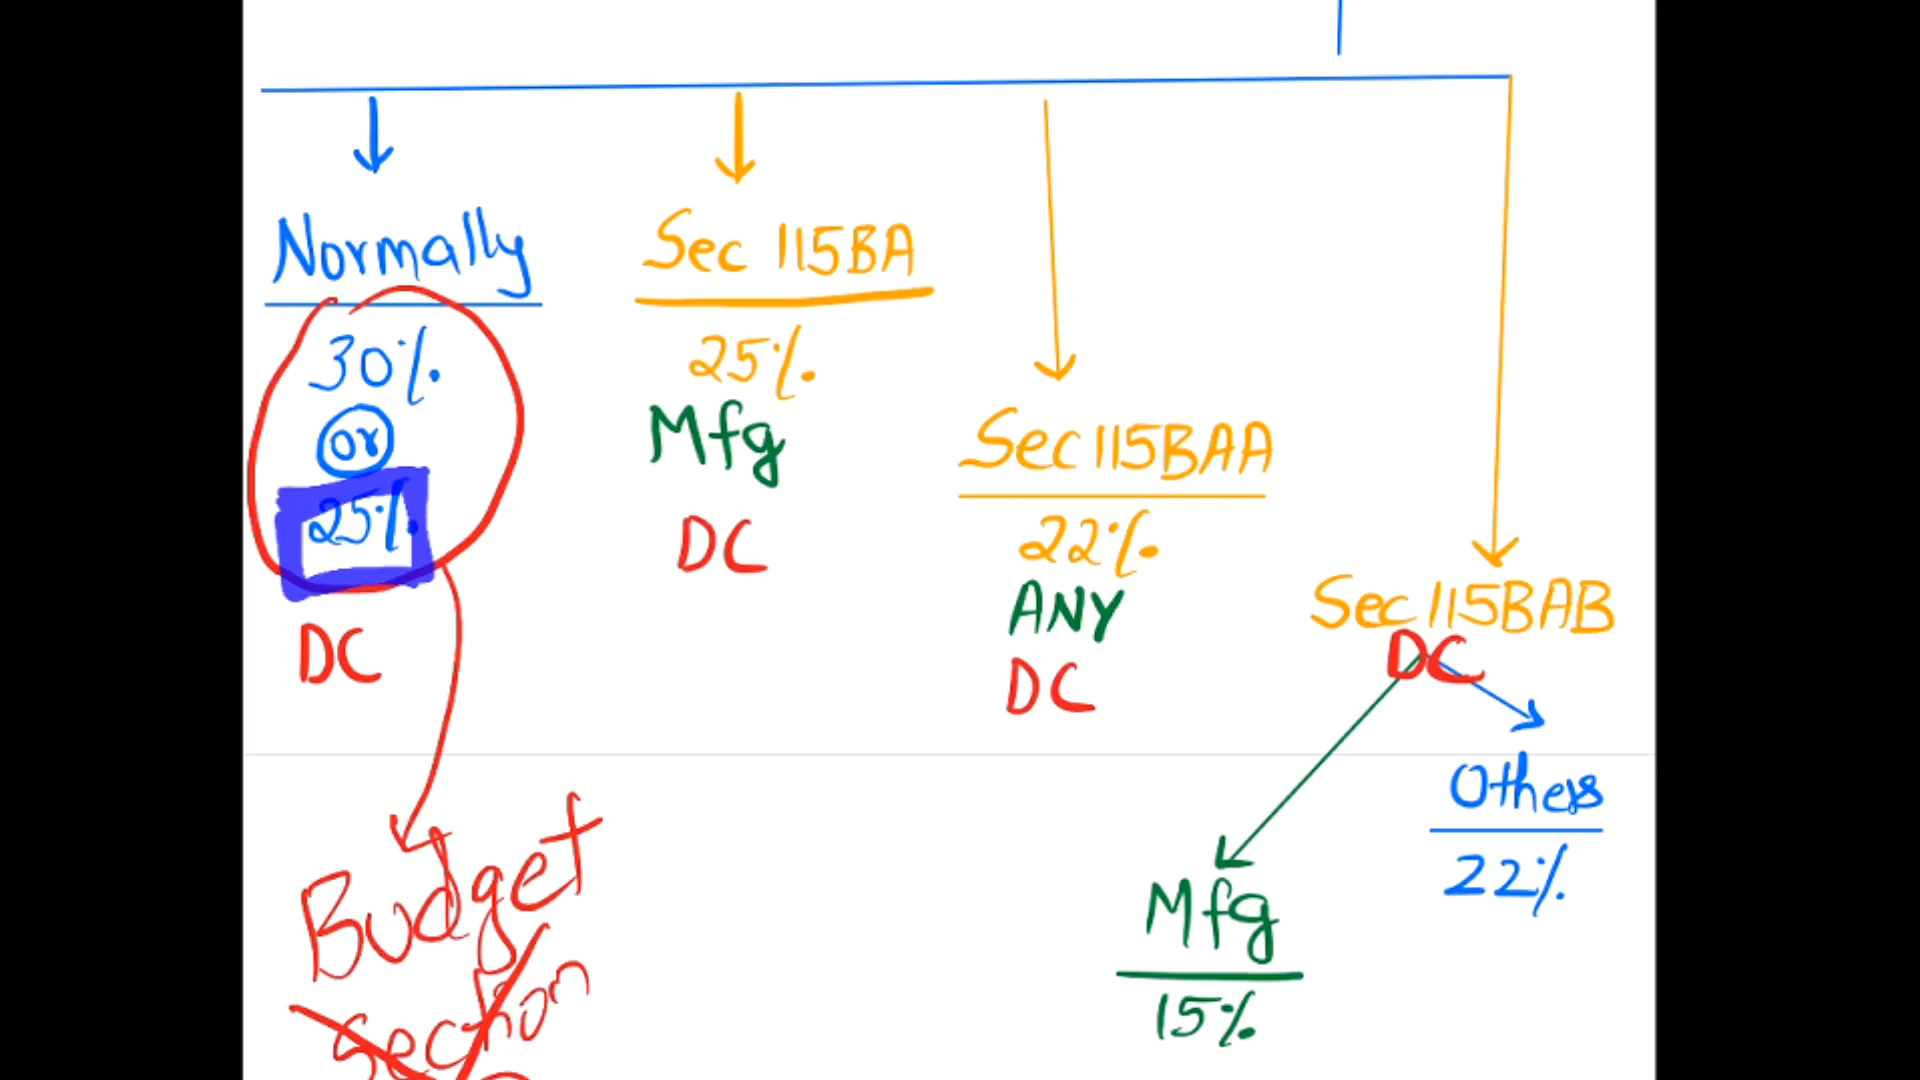 Normally
30%
or
25%
DC
Sec 115BA
25%
Mfg
DC
Sec 115BAA
22%
ANY
DC
Sec 115BAB
DC
Others
22%
Mfg
15%
Budget
Section